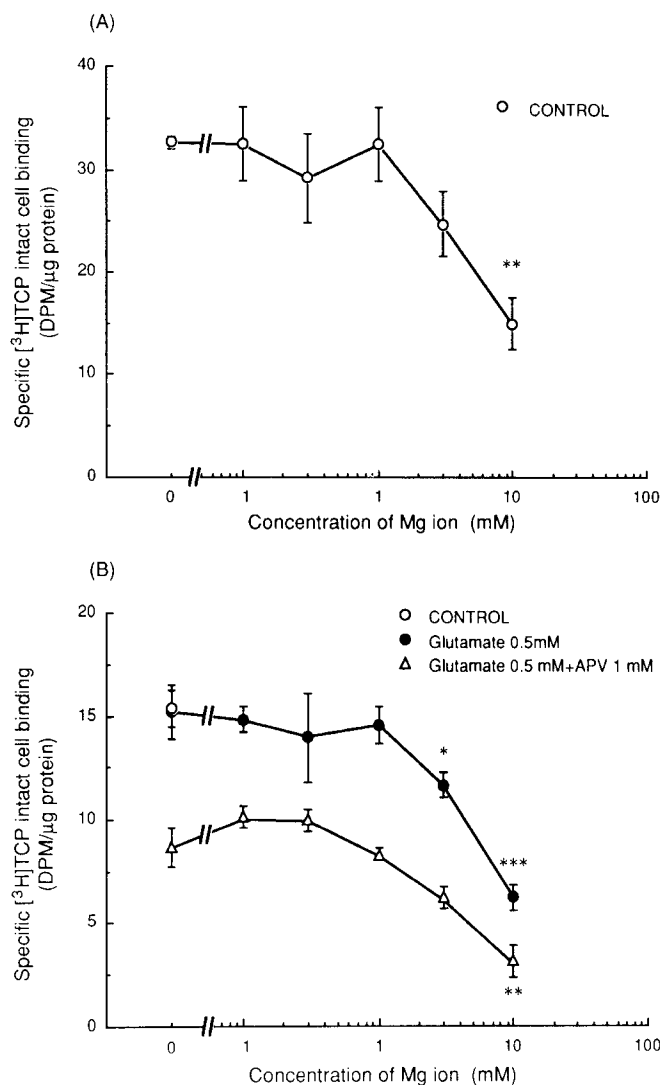 (A)
40
30
20
10
0
Specific [³H]TCP intact cell binding
(DPM/μg protein)
CONTROL
**
0 1 1 10 100
Concentration of Mg ion (mM)
(B)
20
15
10
5
0
Specific [³H]TCP intact cell binding
(DPM/μg protein)
CONTROL
Glutamate 0.5mM
Glutamate 0.5 mM+APV 1 mM
*
***
**
0 1 1 10 100
Concentration of Mg ion (mM)